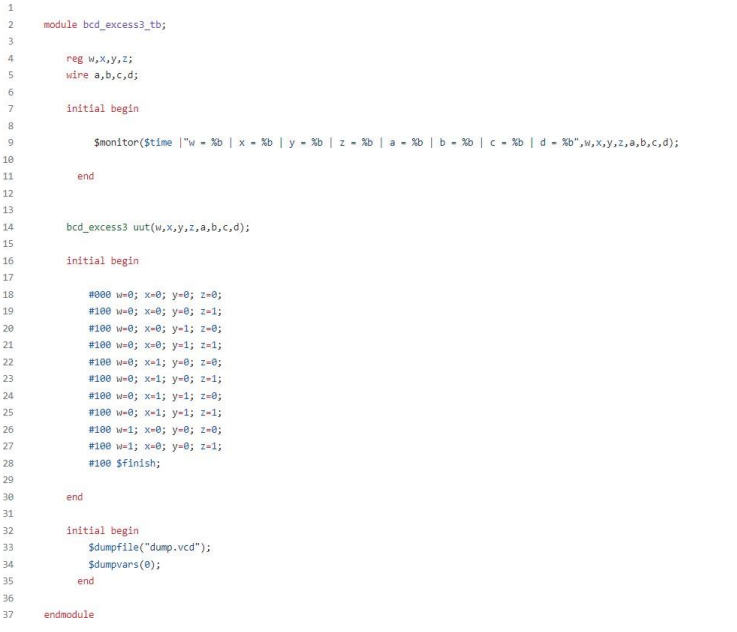 1
2 module bcd_excess3_tb;
3
4 reg w,x,y,z;
5 wire a,b,c,d;
6
7 initial begin
8
9 $monitor($time |"w = %b | x = %b | y = %b | z = %b | a = %b | b = %b | c = %b | d = %b",w,x,y,z,a,b,c,d);
10
11 end
12
13
14 bcd_excess3 uut(w,x,y,z,a,b,c,d);
15
16 initial begin
17
18 #000 w=0; x=0; y=0; z=0;
19 #100 w=0; x=0; y=0; z=1;
20 #100 w=0; x=0; y=1; z=0;
21 #100 w=0; x=0; y=1; z=1;
22 #100 w=0; x=1; y=0; z=0;
23 #100 w=0; x=1; y=0; z=1;
24 #100 w=0; x=1; y=1; z=0;
25 #100 w=0; x=1; y=1; z=1;
26 #100 w=1; x=0; y=0; z=0;
27 #100 w=1; x=0; y=0; z=1;
28 #100 $finish;
29
30 end
31
32 initial begin
33 $dumpfile("dump.vcd");
34 $dumpvars(0);
35 end
36
37 endmodule